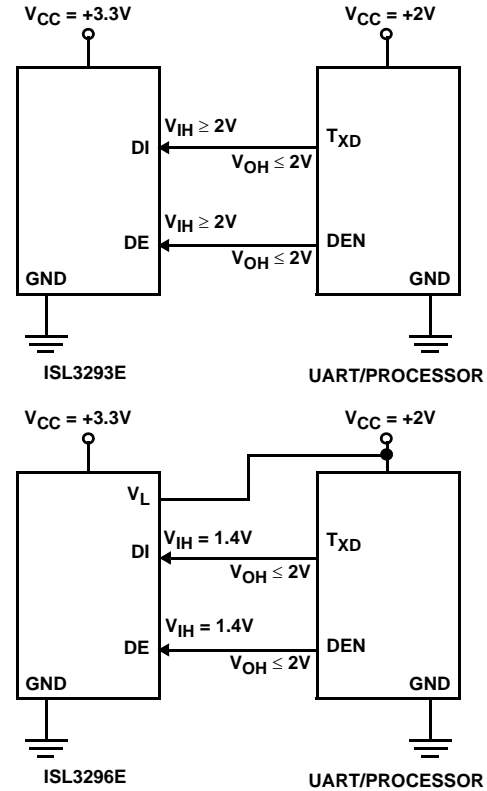 VCC = +3.3V VCC = +2V
VIH ≥ 2V
DI TXD
VOH ≤ 2V
VIH ≥ 2V
DE DEN
VOH ≤ 2V
GND GND
ISL3293E UART/PROCESSOR
VCC = +3.3V VCC = +2V
VL
VIH = 1.4V
DI TXD
VOH ≤ 2V
VIH = 1.4V
DE DEN
VOH ≤ 2V
GND GND
ISL3296E UART/PROCESSOR